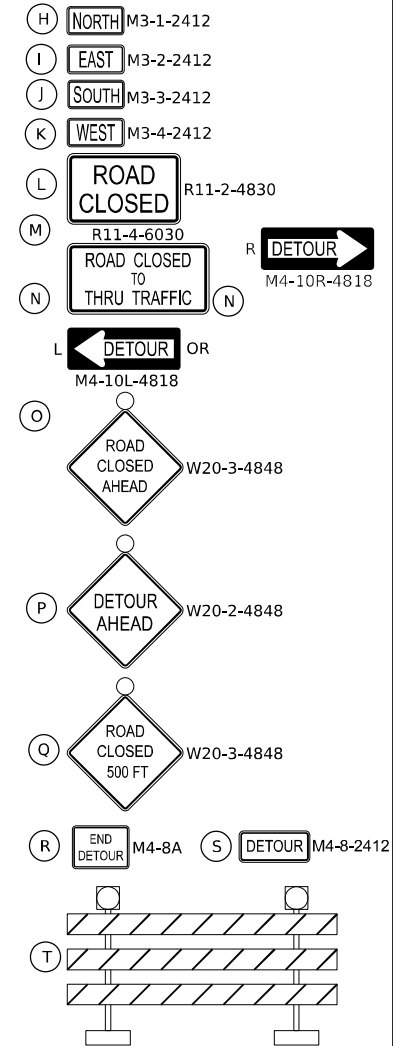 H NORTH M3-1-2412
I EAST M3-2-2412
J SOUTH M3-3-2412
K WEST M3-4-2412
L ROAD CLOSED R11-2-4830
M R11-4-6030
ROAD CLOSED
TO
THRU TRAFFIC
N N
R DETOUR
M4-10R-4818
L DETOUR OR
M4-10L-4818
O
ROAD
CLOSED
AHEAD
W20-3-4848
P
DETOUR
AHEAD
W20-2-4848
Q
ROAD
CLOSED
500 FT
W20-3-4848
R
END
DETOUR
M4-8A
S DETOUR M4-8-2412
T